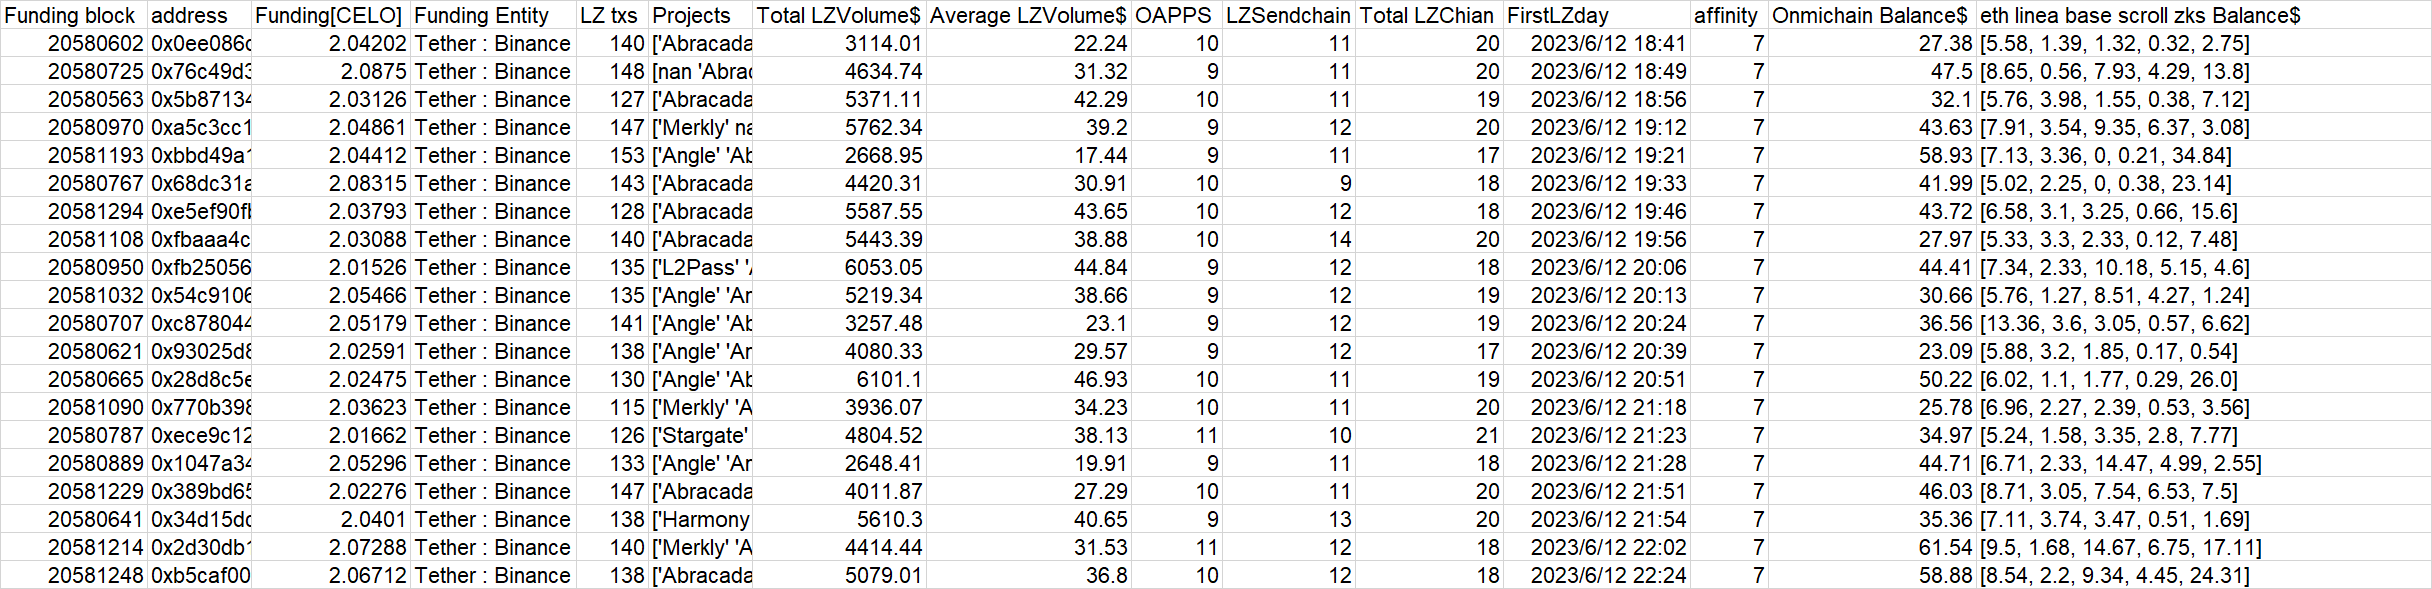 Funding block address Funding[CELO] Funding Entity LZ txs Projects Total LZVolume$ Average LZVolume$ OAPPS LZSendchain Total LZChian FirstLZday affinity Onmichain Balance$ eth linea base scroll zks Balance$
20580602 0x0ee086c 2.04202 Tether : Binance 140 ['Abracada 3114.01 22.24 10 11 20 2023/6/12 18:41 7 27.38 [5.58, 1.39, 1.32, 0.32, 2.75]
20580725 0x76c49d3 2.0875 Tether : Binance 148 [nan 'Abrac 4634.74 31.32 9 11 20 2023/6/12 18:49 7 47.5 [8.65, 0.56, 7.93, 4.29, 13.8]
20580563 0x5b87134 2.03126 Tether : Binance 127 ['Abracada 5371.11 42.29 10 11 19 2023/6/12 18:56 7 32.1 [5.76, 3.98, 1.55, 0.38, 7.12]
20580970 0xa5c3cc1 2.04861 Tether : Binance 147 ['Merkly' na 5762.34 39.2 9 12 20 2023/6/12 19:12 7 43.63 [7.91, 3.54, 9.35, 6.37, 3.08]
20581193 0xbbd49a1 2.04412 Tether : Binance 153 ['Angle' 'Ab 2668.95 17.44 9 11 17 2023/6/12 19:21 7 58.93 [7.13, 3.36, 0, 0.21, 34.84]
20580767 0x68dc31a 2.08315 Tether : Binance 143 ['Abracada 4420.31 30.91 10 9 18 2023/6/12 19:33 7 41.99 [5.02, 2.25, 0, 0.38, 23.14]
20581294 0xe5ef90fb 2.03793 Tether : Binance 128 ['Abracada 5587.55 43.65 10 12 18 2023/6/12 19:46 7 43.72 [6.58, 3.1, 3.25, 0.66, 15.6]
20581108 0xfbaaa4c 2.03088 Tether : Binance 140 ['Abracada 5443.39 38.88 10 14 20 2023/6/12 19:56 7 27.97 [5.33, 3.3, 2.33, 0.12, 7.48]
20580950 0xfb25056 2.01526 Tether : Binance 135 ['L2Pass' 'A 6053.05 44.84 9 12 18 2023/6/12 20:06 7 44.41 [7.34, 2.33, 10.18, 5.15, 4.6]
20581032 0x54c9106 2.05466 Tether : Binance 135 ['Angle' 'Ar 5219.34 38.66 9 12 19 2023/6/12 20:13 7 30.66 [5.76, 1.27, 8.51, 4.27, 1.24]
20580707 0xc878044 2.05179 Tether : Binance 141 ['Angle' 'Ab 3257.48 23.1 9 12 19 2023/6/12 20:24 7 36.56 [13.36, 3.6, 3.05, 0.57, 6.62]
20580621 0x93025d8 2.02591 Tether : Binance 138 ['Angle' 'Ar 4080.33 29.57 9 12 17 2023/6/12 20:39 7 23.09 [5.88, 3.2, 1.85, 0.17, 0.54]
20580665 0x28d8c5e 2.02475 Tether : Binance 130 ['Angle' 'Ab 6101.1 46.93 10 11 19 2023/6/12 20:51 7 50.22 [6.02, 1.1, 1.77, 0.29, 26.0]
20581090 0x770b398 2.03623 Tether : Binance 115 ['Merkly' 'A 3936.07 34.23 10 11 20 2023/6/12 21:18 7 25.78 [6.96, 2.27, 2.39, 0.53, 3.56]
20580787 0xece9c12 2.01662 Tether : Binance 126 ['Stargate' 4804.52 38.13 11 10 21 2023/6/12 21:23 7 34.97 [5.24, 1.58, 3.35, 2.8, 7.77]
20580889 0x1047a34 2.05296 Tether : Binance 133 ['Angle' 'Ar 2648.41 19.91 9 11 18 2023/6/12 21:28 7 44.71 [6.71, 2.33, 14.47, 4.99, 2.55]
20581229 0x389bd65 2.02276 Tether : Binance 147 ['Abracada 4011.87 27.29 10 11 20 2023/6/12 21:51 7 46.03 [8.71, 3.05, 7.54, 6.53, 7.5]
20580641 0x34d15dc 2.0401 Tether : Binance 138 ['Harmony 5610.3 40.65 9 13 20 2023/6/12 21:54 7 35.36 [7.11, 3.74, 3.47, 0.51, 1.69]
20581214 0x2d30db1 2.07288 Tether : Binance 140 ['Merkly' 'A 4414.44 31.53 11 12 18 2023/6/12 22:02 7 61.54 [9.5, 1.68, 14.67, 6.75, 17.11]
20581248 0xb5caf00 2.06712 Tether : Binance 138 ['Abracada 5079.01 36.8 10 12 18 2023/6/12 22:24 7 58.88 [8.54, 2.2, 9.34, 4.45, 24.31]